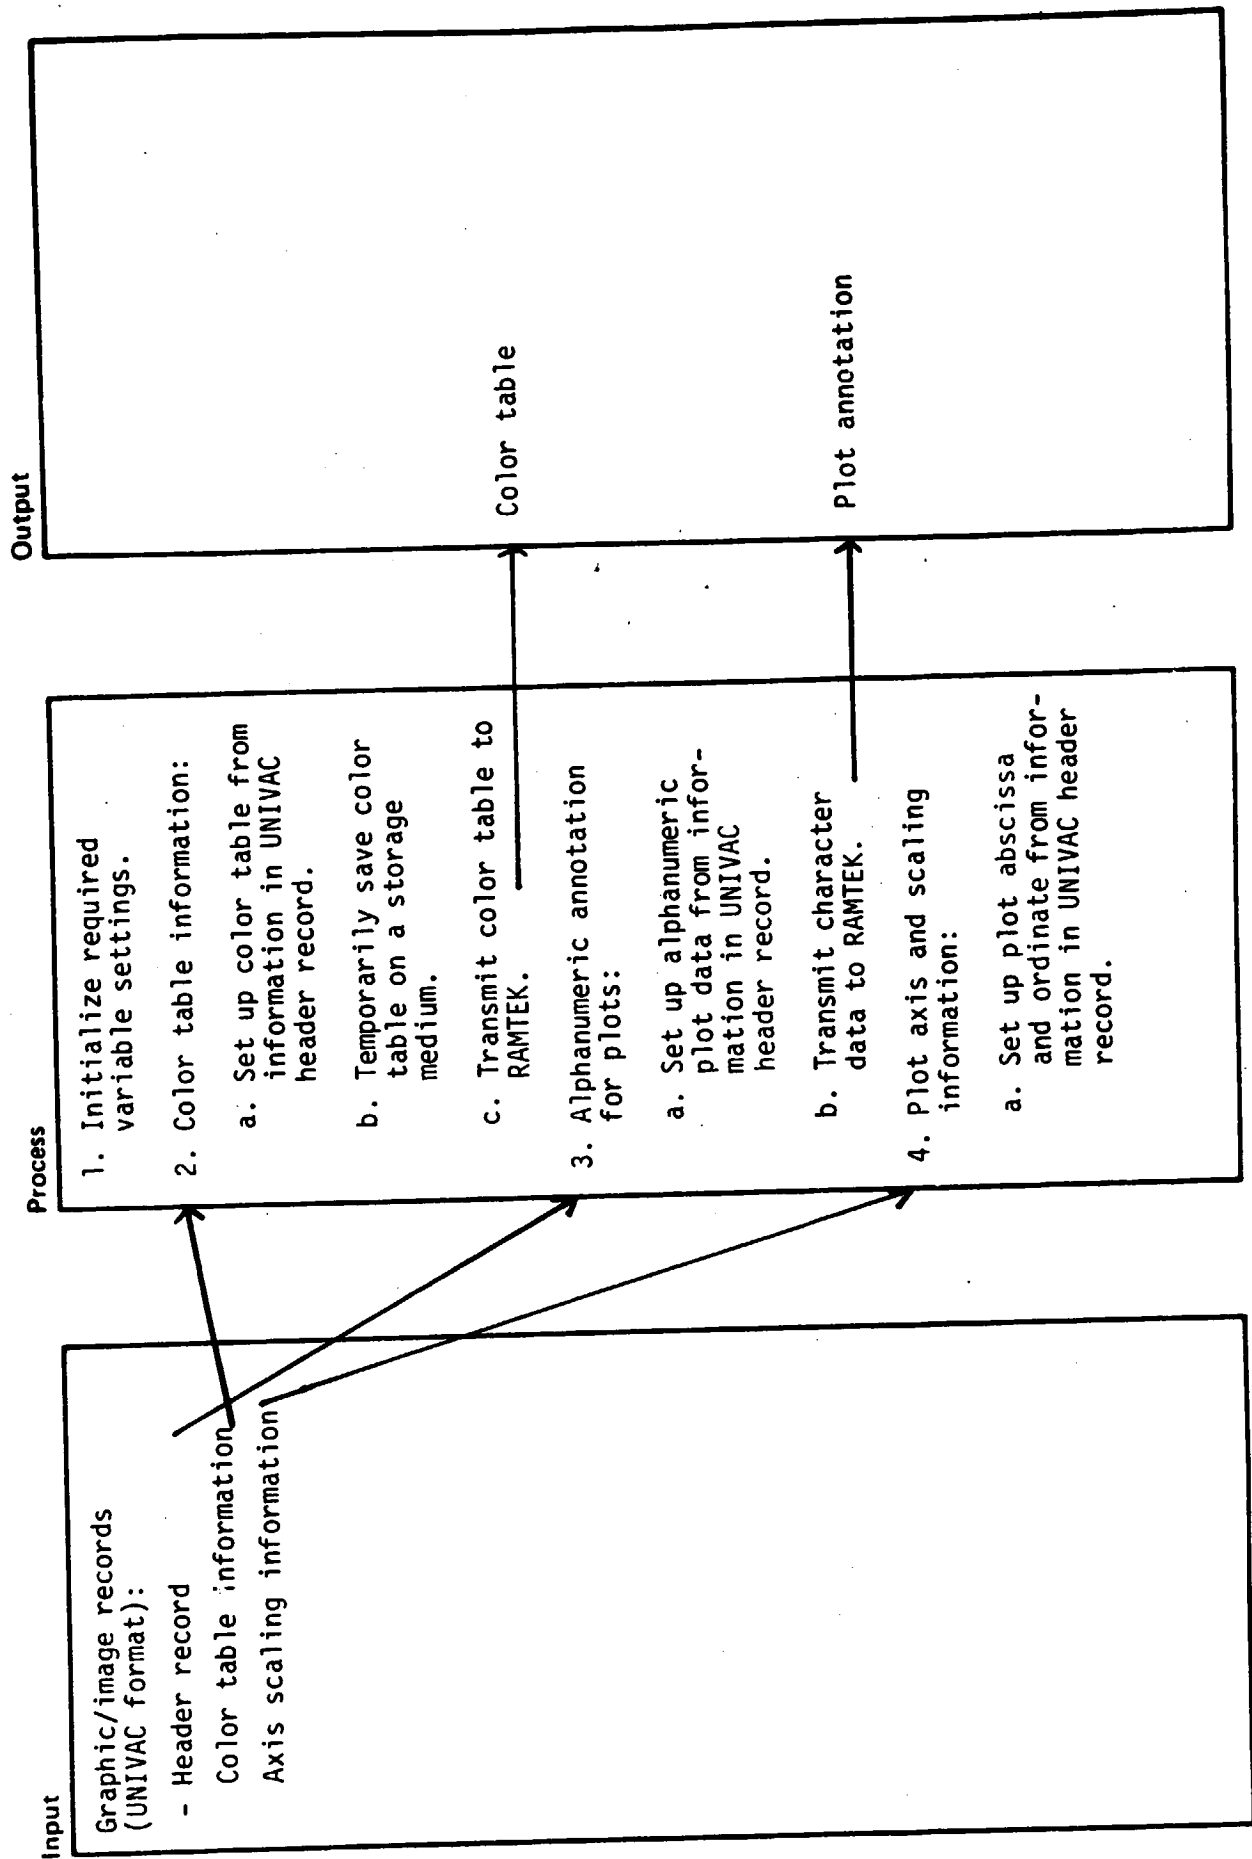 Input
Graphic/image records
(UNIVAC format):
- Header record
Color table information
Axis scaling information
Process
1. Initialize required
variable settings.
2. Color table information:
a. Set up color table from
information in UNIVAC
header record.
b. Temporarily save color
table on a storage
medium.
c. Transmit color table to
RAMTEK.
3. Alphanumeric annotation
for plots:
a. Set up alphanumeric
plot data from infor-
mation in UNIVAC
header record.
b. Transmit character
data to RAMTEK.
4. Plot axis and scaling
information:
a. Set up plot abscissa
and ordinate from infor-
mation in UNIVAC header
record.
Output
Color table
Plot annotation